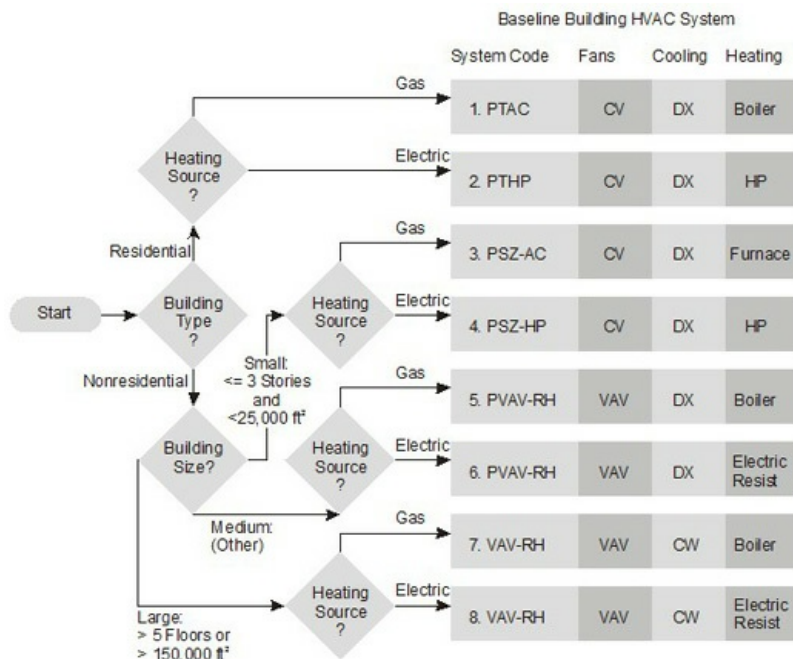 Baseline Buildling HVAC System
System Code Fans Cooling Heating
Gas
1. PTAC CV DX Boiler
Heating
Source
?
Electric
2. PTHP CV DX HP
Residential
Gas
3. PSZ-AC CV DX Furnace
Start
Building
Type
?
Heating
Source
?
Electric
4. PSZ-HP CV DX HP
Nonresidential
Small:
<= 3 Stories
and
<25,000 ft²
Gas
5. PVAV-RH VAV DX Boiler
Building
Size?
Heating
Source
?
Electric
6. PVAV-RH VAV DX Electric
Resist
Medium:
(Other)
Gas
7. VAV-RH VAV CW Boiler
Heating
Source
?
Electric
8. VAV-RH VAV CW Electric
Resist
Large:
> 5 Floors or
> 150,000 ft²